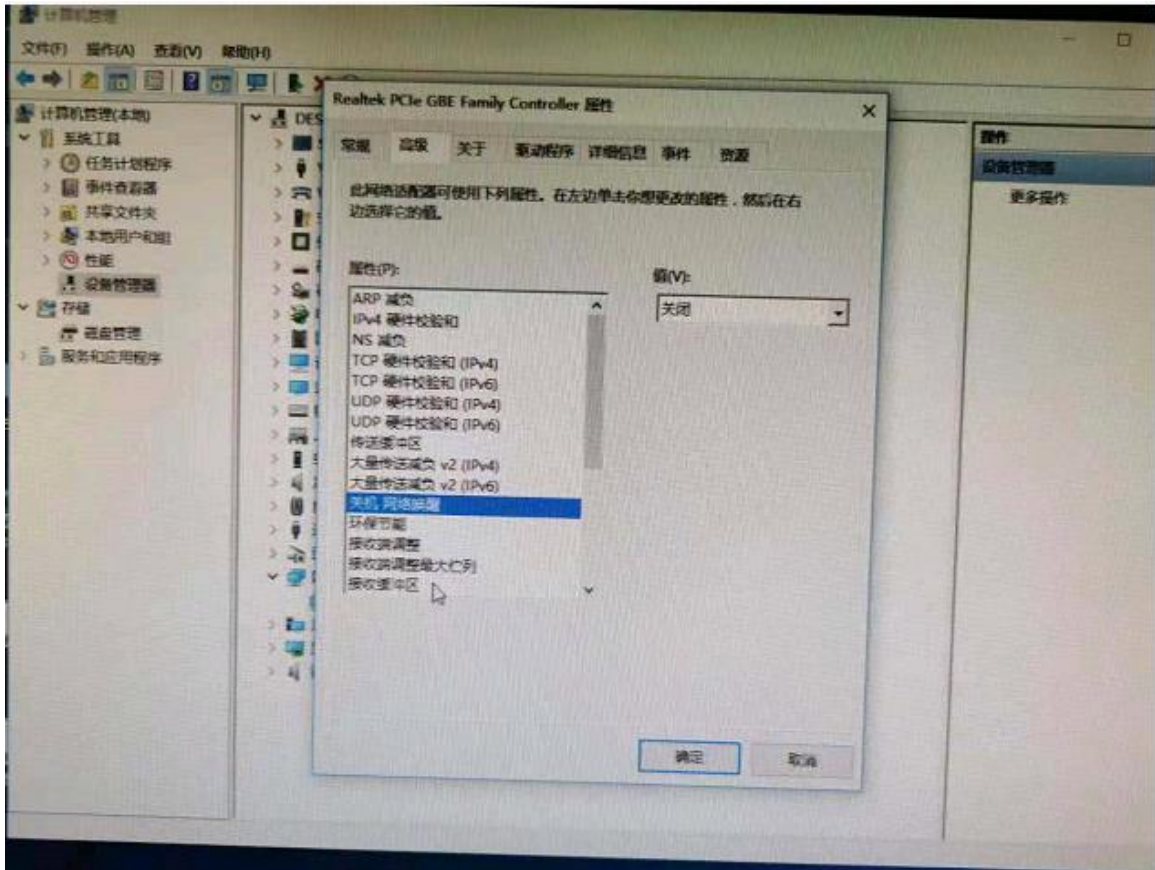 计算机管理
文件(F) 操作(A) 查看(V) 帮助(H)
计算机管理(本地)
系统工具
任务计划程序
事件查看器
共享文件夹
本地用户和组
性能
设备管理器
存储
磁盘管理
服务和应用程序
DES
Realtek PCIe GBE Family Controller 属性
常规 高级 关于 驱动程序 详细信息 事件 资源
此网络适配器可使用下列属性。在左边单击你想更改的属性，然后在右
边选择它的值。
属性(P):
值(V):
ARP 减负
IPv4 硬件校验和
NS 减负
TCP 硬件校验和 (IPv4)
TCP 硬件校验和 (IPv6)
UDP 硬件校验和 (IPv4)
UDP 硬件校验和 (IPv6)
传送缓冲区
大量传送减负 v2 (IPv4)
大量传送减负 v2 (IPv6)
关机 网络唤醒
环保节能
接收端调整
接收端调整最大伫列
接收缓冲区
关闭
确定 取消
操作
设备管理器
更多操作